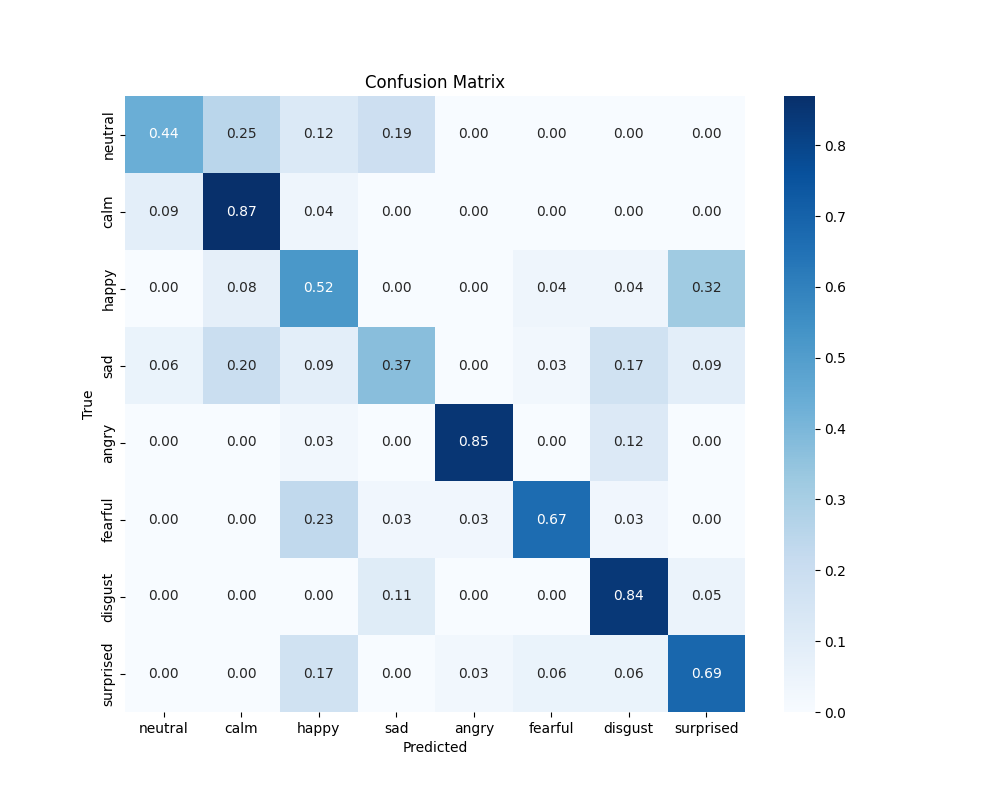 Confusion Matrix
neutral 0.44 0.25 0.12 0.19 0.00 0.00 0.00 0.00
calm 0.09 0.87 0.04 0.00 0.00 0.00 0.00 0.00
happy 0.00 0.08 0.52 0.00 0.00 0.04 0.04 0.32
sad 0.06 0.20 0.09 0.37 0.00 0.03 0.17 0.09
angry 0.00 0.00 0.03 0.00 0.85 0.00 0.12 0.00
fearful 0.00 0.00 0.23 0.03 0.03 0.67 0.03 0.00
disgust 0.00 0.00 0.00 0.11 0.00 0.00 0.84 0.05
surprised 0.00 0.00 0.17 0.00 0.03 0.06 0.06 0.69
True
neutral calm happy sad angry fearful disgust surprised
Predicted
0.8
0.7
0.6
0.5
0.4
0.3
0.2
0.1
0.0